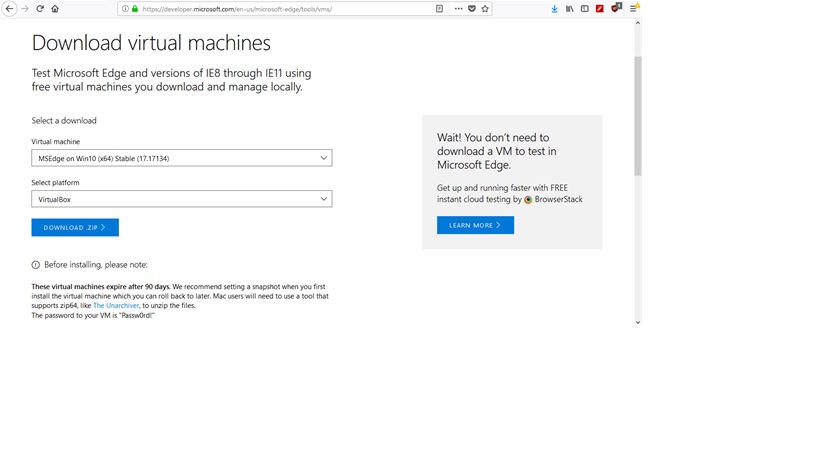 https://developer.microsoft.com/en-us/microsoft-edge/tools/vms/
Download virtual machines
Test Microsoft Edge and versions of IE8 through IE11 using
free virtual machines you download and manage locally.
Select a download
Virtual machine
MSEdge on Win10 (x64) Stable (17.17134)
Select platform
VirtualBox
DOWNLOAD .ZIP
Before installing, please note:
These virtual machines expire after 90 days. We recommend setting a snapshot when you first
install the virtual machine which you can roll back to later. Mac users will need to use a tool that
supports zip64, like The Unarchiver, to unzip the files.
The password to your VM is "Passw0rd!"
Wait! You don't need to
download a VM to test in
Microsoft Edge.
Get up and running faster with FREE
instant cloud testing by BrowserStack
LEARN MORE